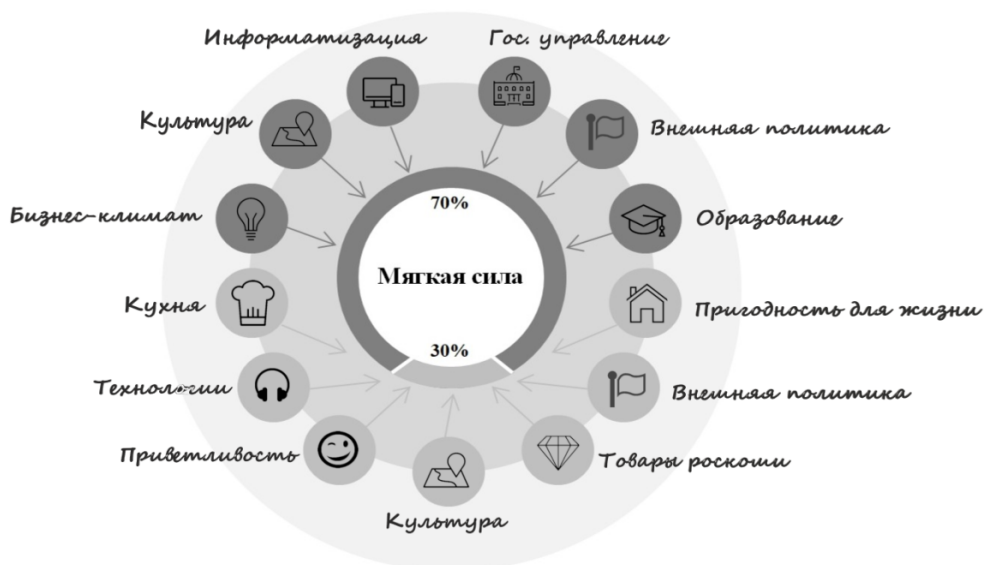 Информатизация
Гос. управление
Культура
Внешняя политика
Бизнес-климат
70%
Образование
Мягкая сила
Кухня
Пригодность для жизни
30%
Технологии
Внешняя политика
Приветливость
Товары роскоши
Культура